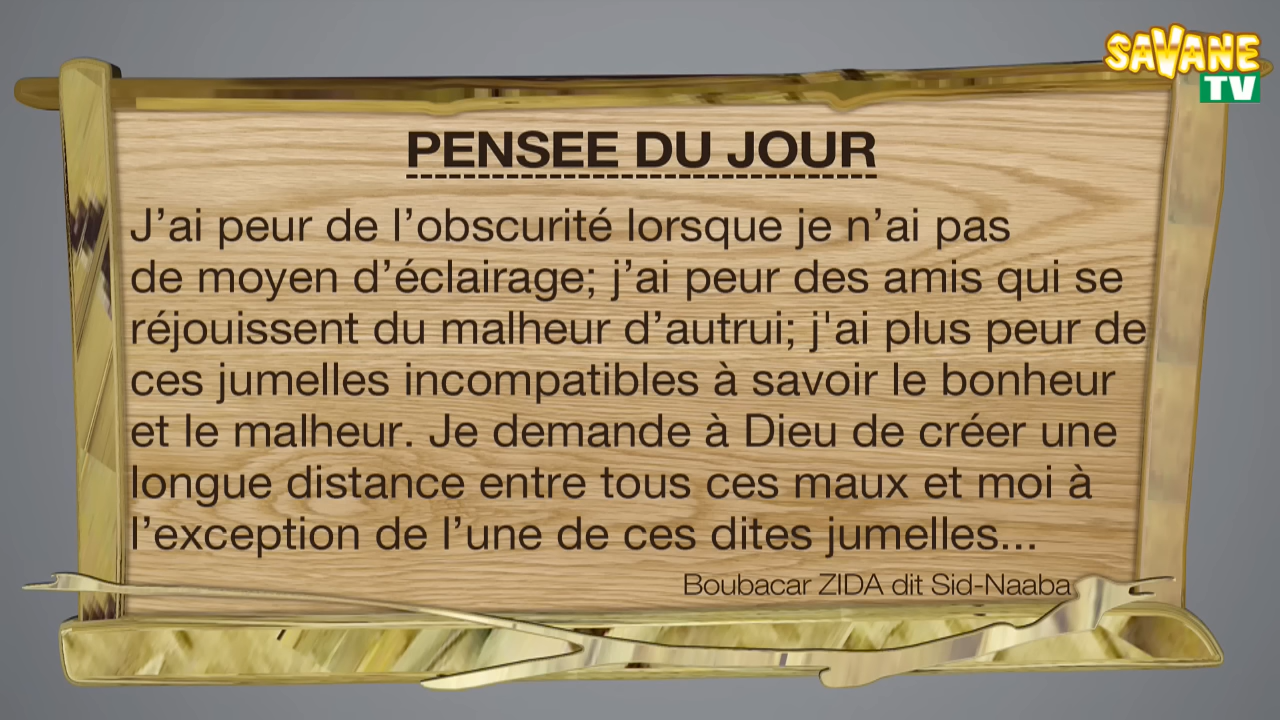 SAVANE
TV
PENSEE DU JOUR
J’ai peur de l’obscurité lorsque je n’ai pas
de moyen d’éclairage; j’ai peur des amis qui se
réjouissent du malheur d’autrui; j'ai plus peur de
ces jumelles incompatibles à savoir le bonheur
et le malheur. Je demande à Dieu de créer une
longue distance entre tous ces maux et moi à
l’exception de l’une de ces dites jumelles...
Boubacar ZIDA dit Sid-Naaba